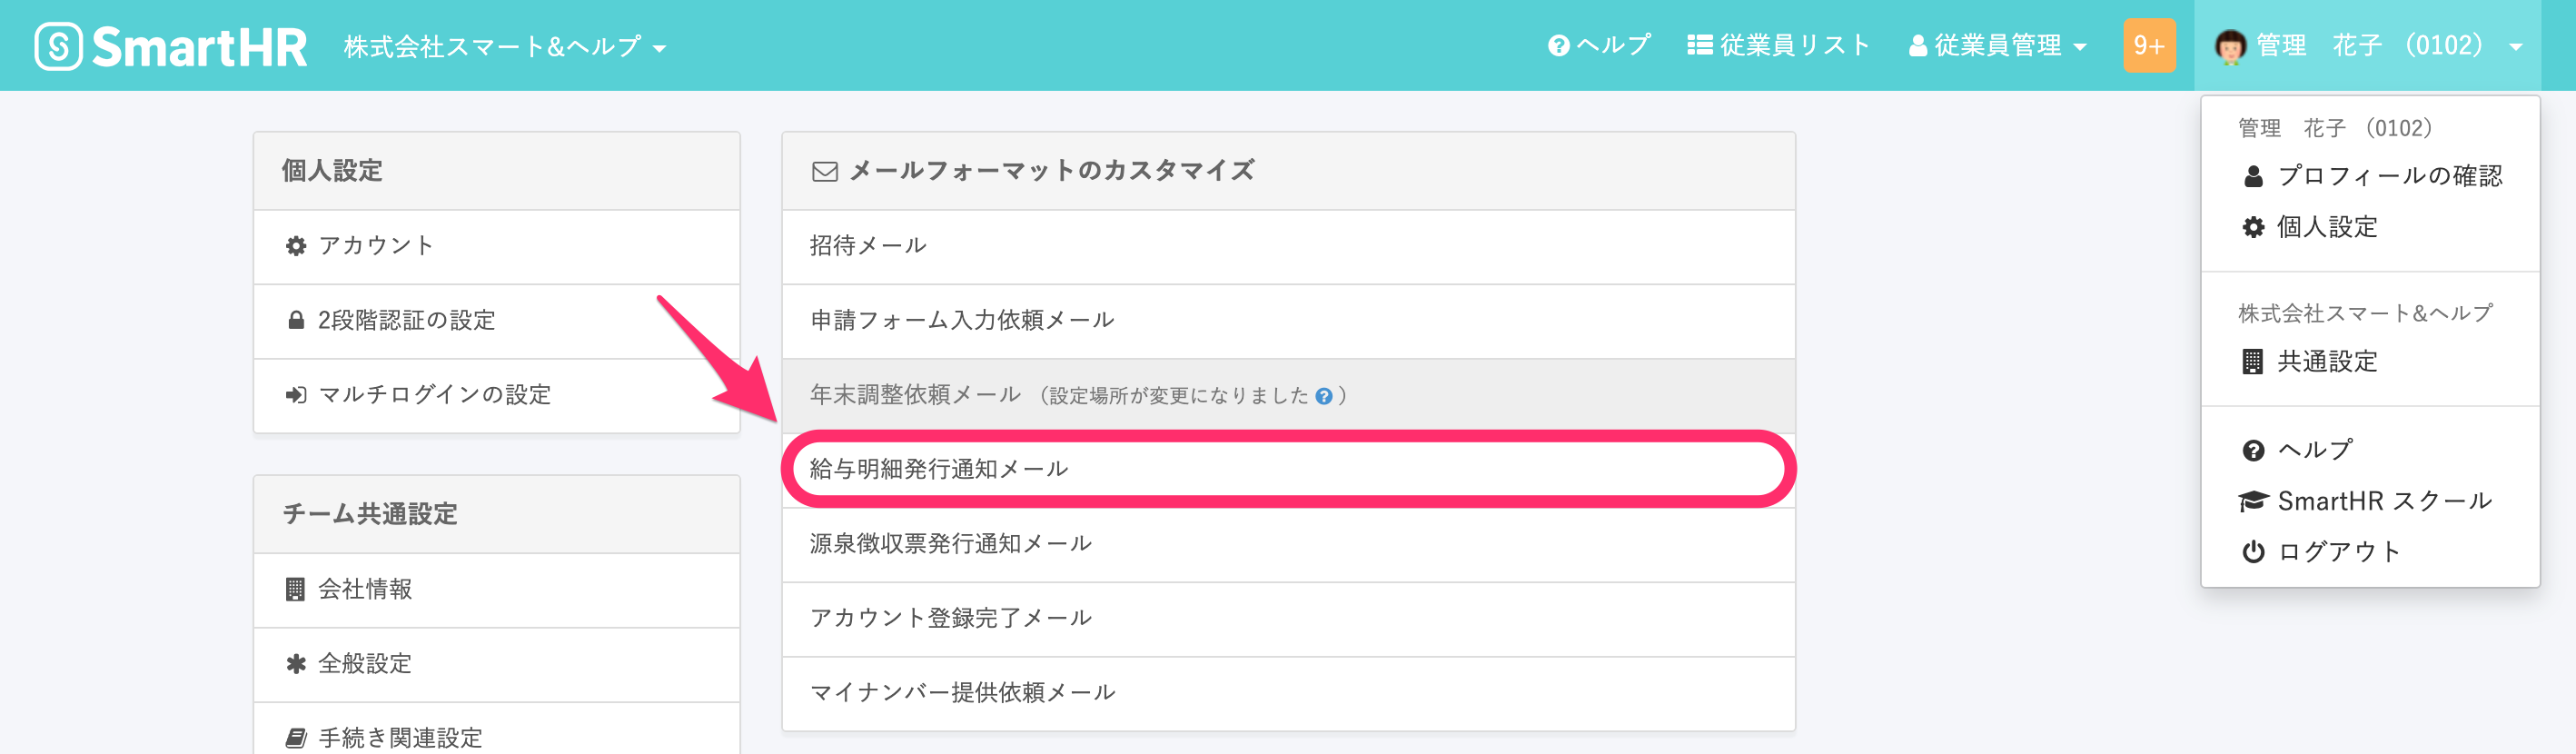 SmartHR 株式会社スマート&ヘルプ ヘルプ 従業員リスト 従業員管理 9+ 管理　花子（0102）
個人設定
アカウント
2段階認証の設定
マルチログインの設定
チーム共通設定
会社情報
全般設定
手続き関連設定
メールフォーマットのカスタマイズ
招待メール
申請フォーム入力依頼メール
年末調整依頼メール（設定場所が変更になりました ? ）
給与明細発行通知メール
源泉徴収票発行通知メール
アカウント登録完了メール
マイナンバー提供依頼メール
管理　花子（0102）
プロフィールの確認
個人設定
株式会社スマート&ヘルプ
共通設定
ヘルプ
SmartHR スクール
ログアウト